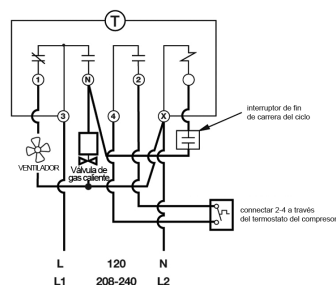 T
1
N
2
3
4
X
interruptor de fin
de carrera del ciclo
VENTILADOR
Válvula de
gas caliente
connectar 2-4 a través
del termostato del compresor
L 120 N
L1 208-240 L2